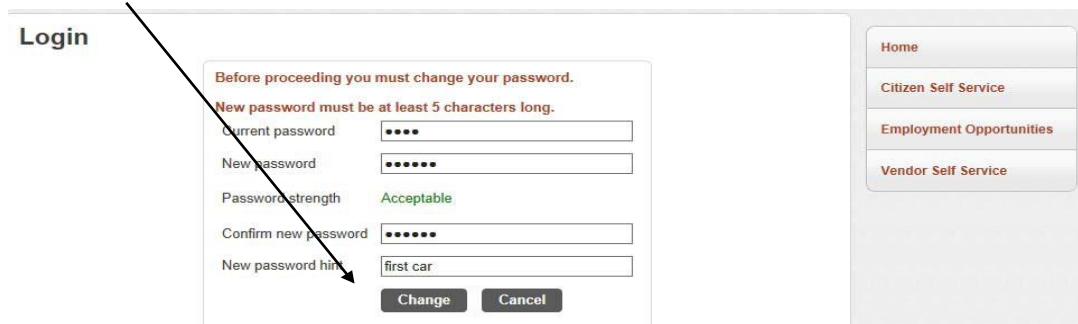 Login
Before proceeding you must change your password.
New password must be at least 5 characters long.
Current password ••••
New password ••••••
Password strength Acceptable
Confirm new password ••••••
New password hint first car
Change Cancel
Home
Citizen Self Service
Employment Opportunities
Vendor Self Service